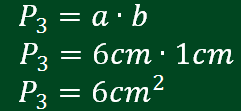 P₃ = a · b
P₃ = 6cm · 1cm
P₃ = 6cm²